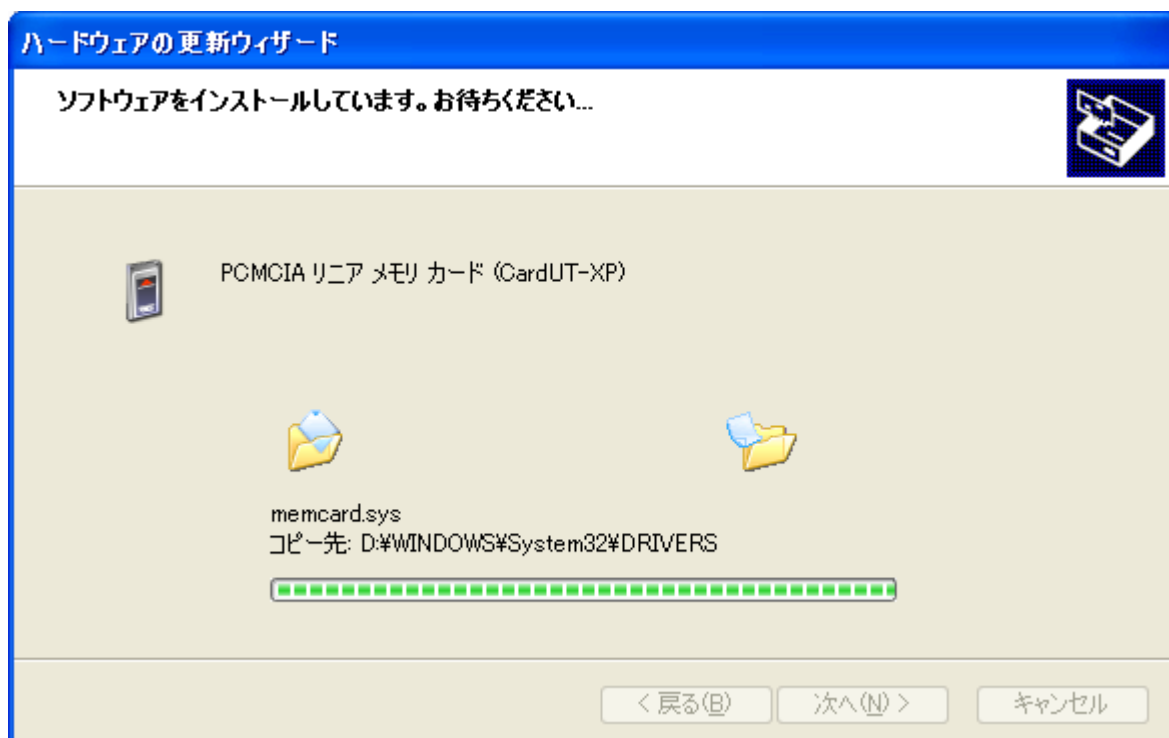 ハードウェアの更新ウィザード
ソフトウェアをインストールしています。お待ちください...
PCMCIA リニア メモリ カード (CardUT-XP)
memcard.sys
コピー先: D:¥WINDOWS¥System32¥DRIVERS
< 戻る(B)
次へ(N) >
キャンセル